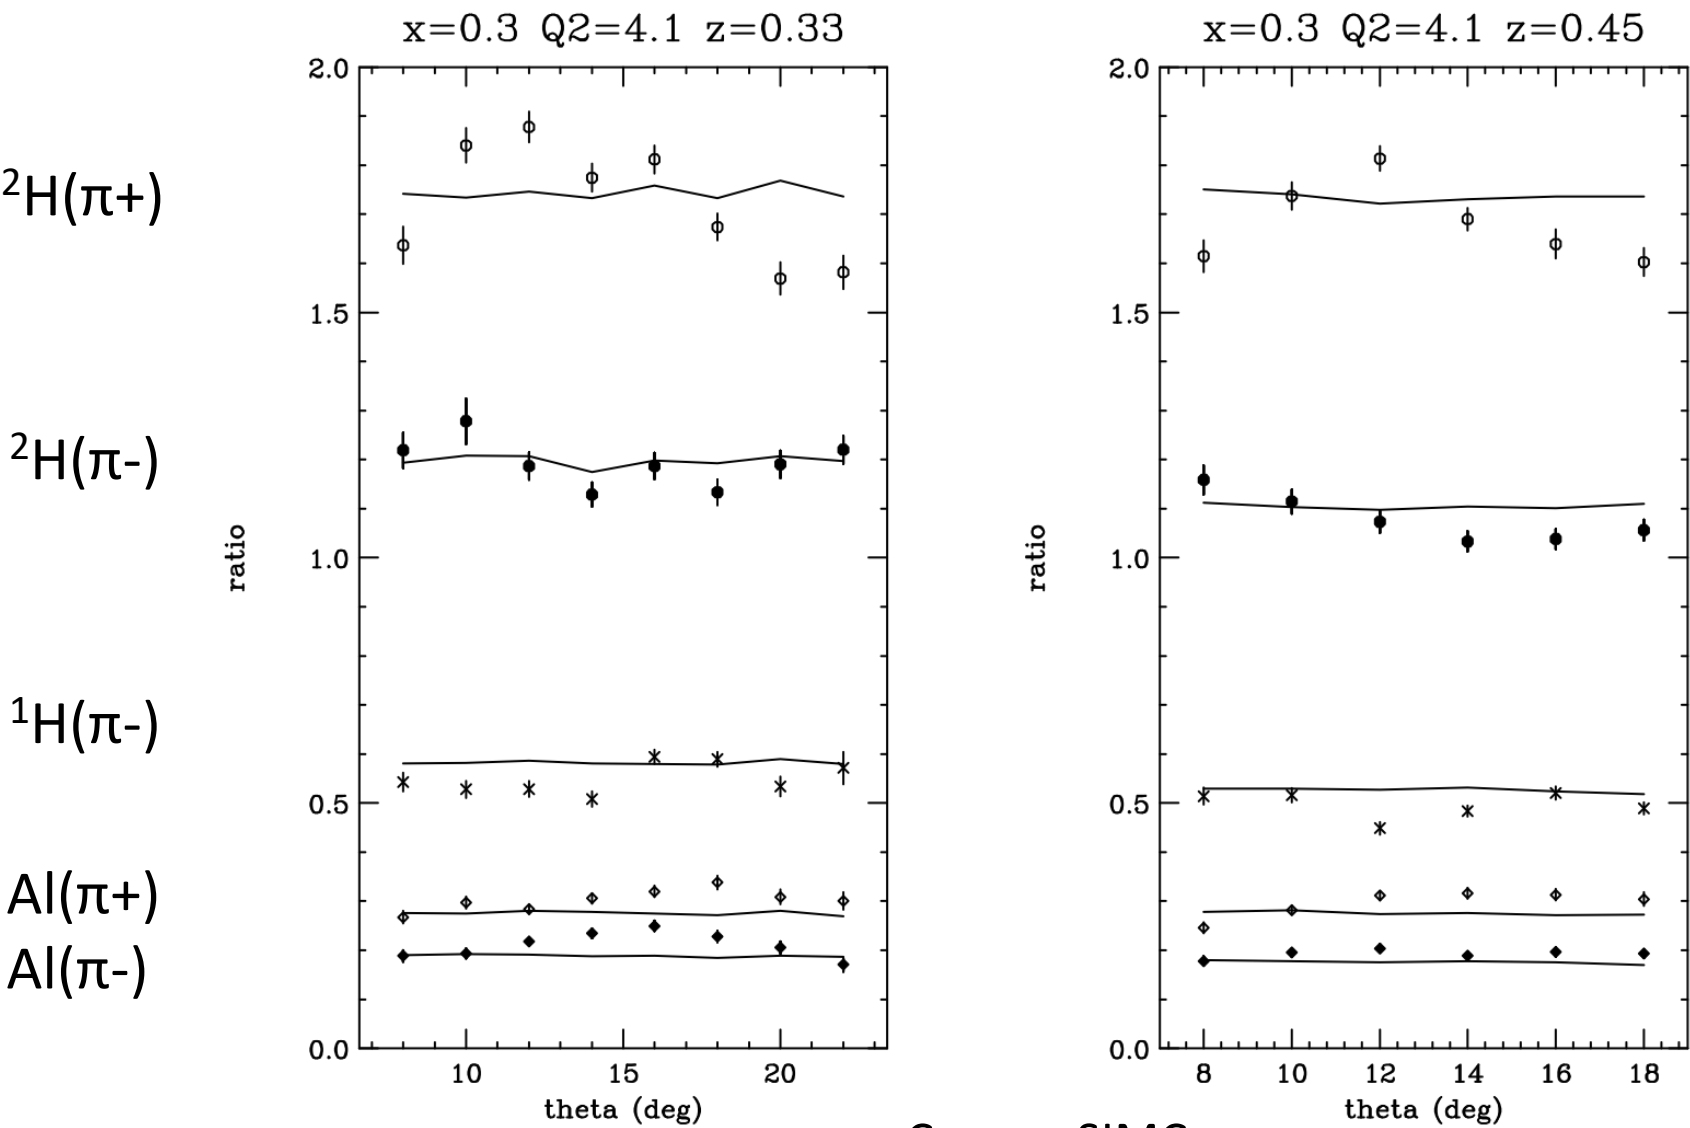 x=0.3 Q2=4.1 z=0.33
2.0
1.5
1.0
0.5
0.0
ratio
10 15 20
theta (deg)
x=0.3 Q2=4.1 z=0.45
2.0
1.5
1.0
0.5
0.0
ratio
8 10 12 14 16 18
theta (deg)
²H(π+)
²H(π-)
¹H(π-)
Al(π+)
Al(π-)